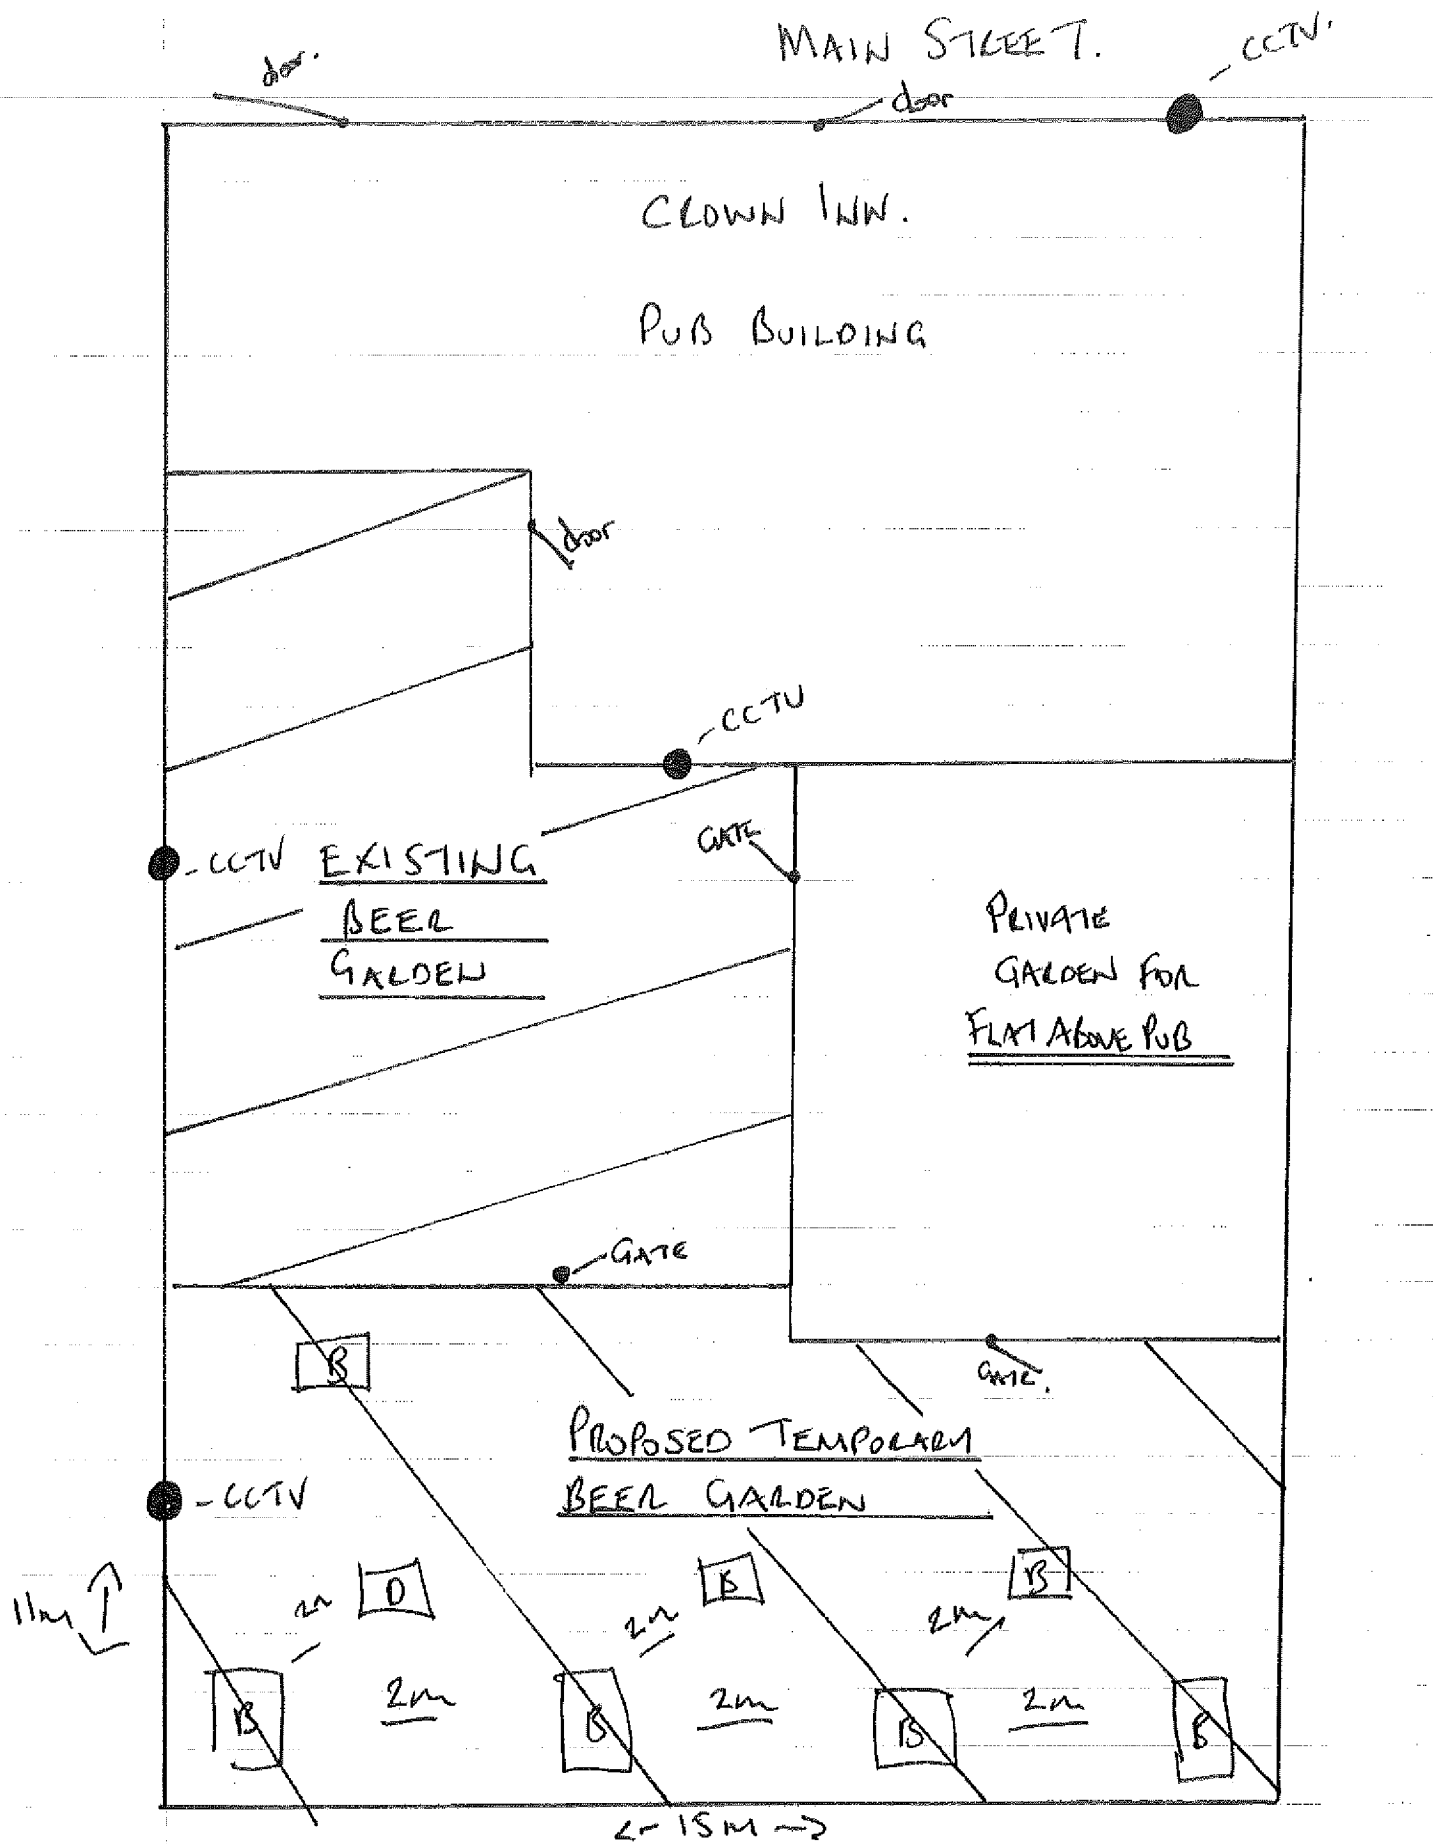 MAIN STREET.
CCTV.
door.
door
CROWN INN.
PUB BUILDING
door
- CCTV
GATE
- CCTV
EXISTING
BEER
GARDEN
PRIVATE
GARDEN FOR
FLAT ABOVE PUB
GATE
B
GATE.
PROPOSED TEMPORARY
BEER GARDEN
- CCTV
11m
2m
D
2m
B
2m
B
B
2m
B
2m
B
2m
B
<- 15M ->